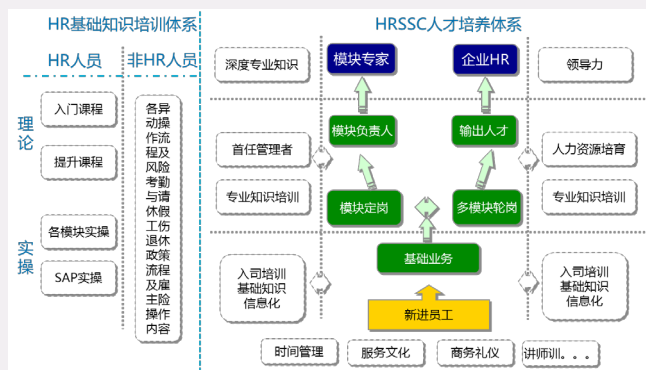 HR基础知识培训体系
HR人员
非HR人员
理论
实操
入门课程
提升课程
各模块实操
SAP实操
各异
动操
作流
程及
风险
考勤
与请
休假
工伤
退休
政策
流程
及雇
主险
操作
内容
HRSSC人才培养体系
深度专业知识
模块专家
企业HR
领导力
模块负责人
输出人才
首任管理者
人力资源培育
专业知识培训
模块定岗
多模块轮岗
专业知识培训
基础业务
入司培训
基础知识
信息化
入司培训
基础知识
信息化
新进员工
时间管理
服务文化
商务礼仪
讲师训。。。